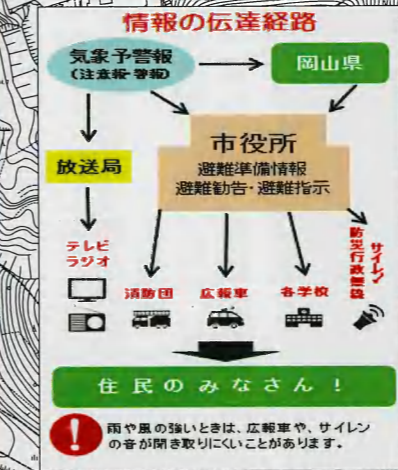 情報の伝達経路
気象予警報
(注意報・警報)
岡山県
市役所
避難準備情報
避難勧告・避難指示
放送局
テレビ
ラジオ
消防団
広報車
各学校
防災行政無線
サイレン
住民のみなさん!
雨や風の強いときは、広報車や、サイレン
の音が聞き取りにくいことがあります。